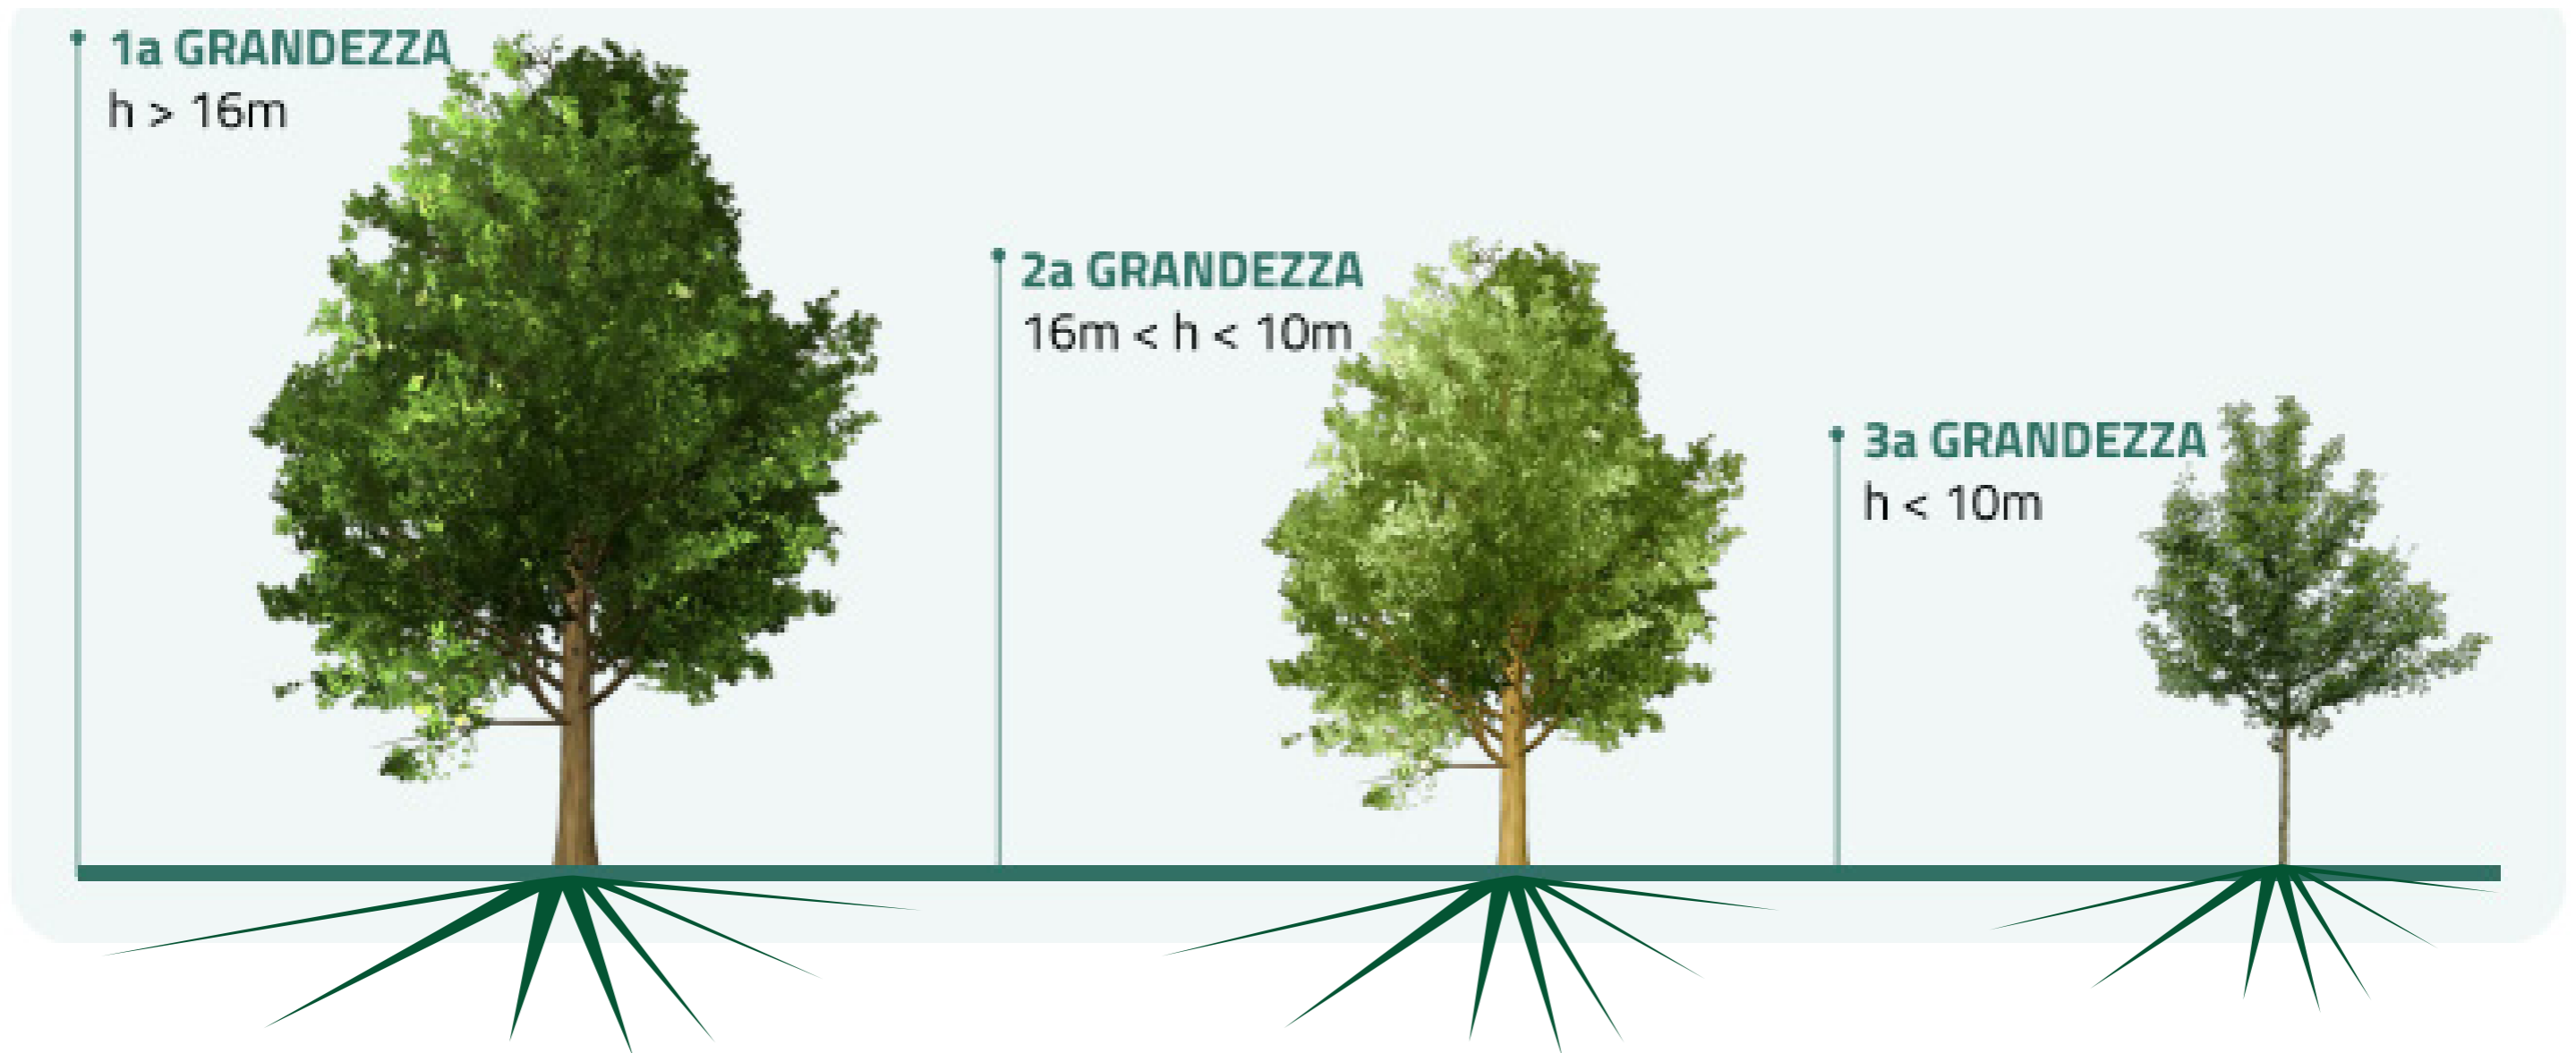 1a GRANDEZZA
h > 16m
2a GRANDEZZA
16m < h < 10m
3a GRANDEZZA
h < 10m